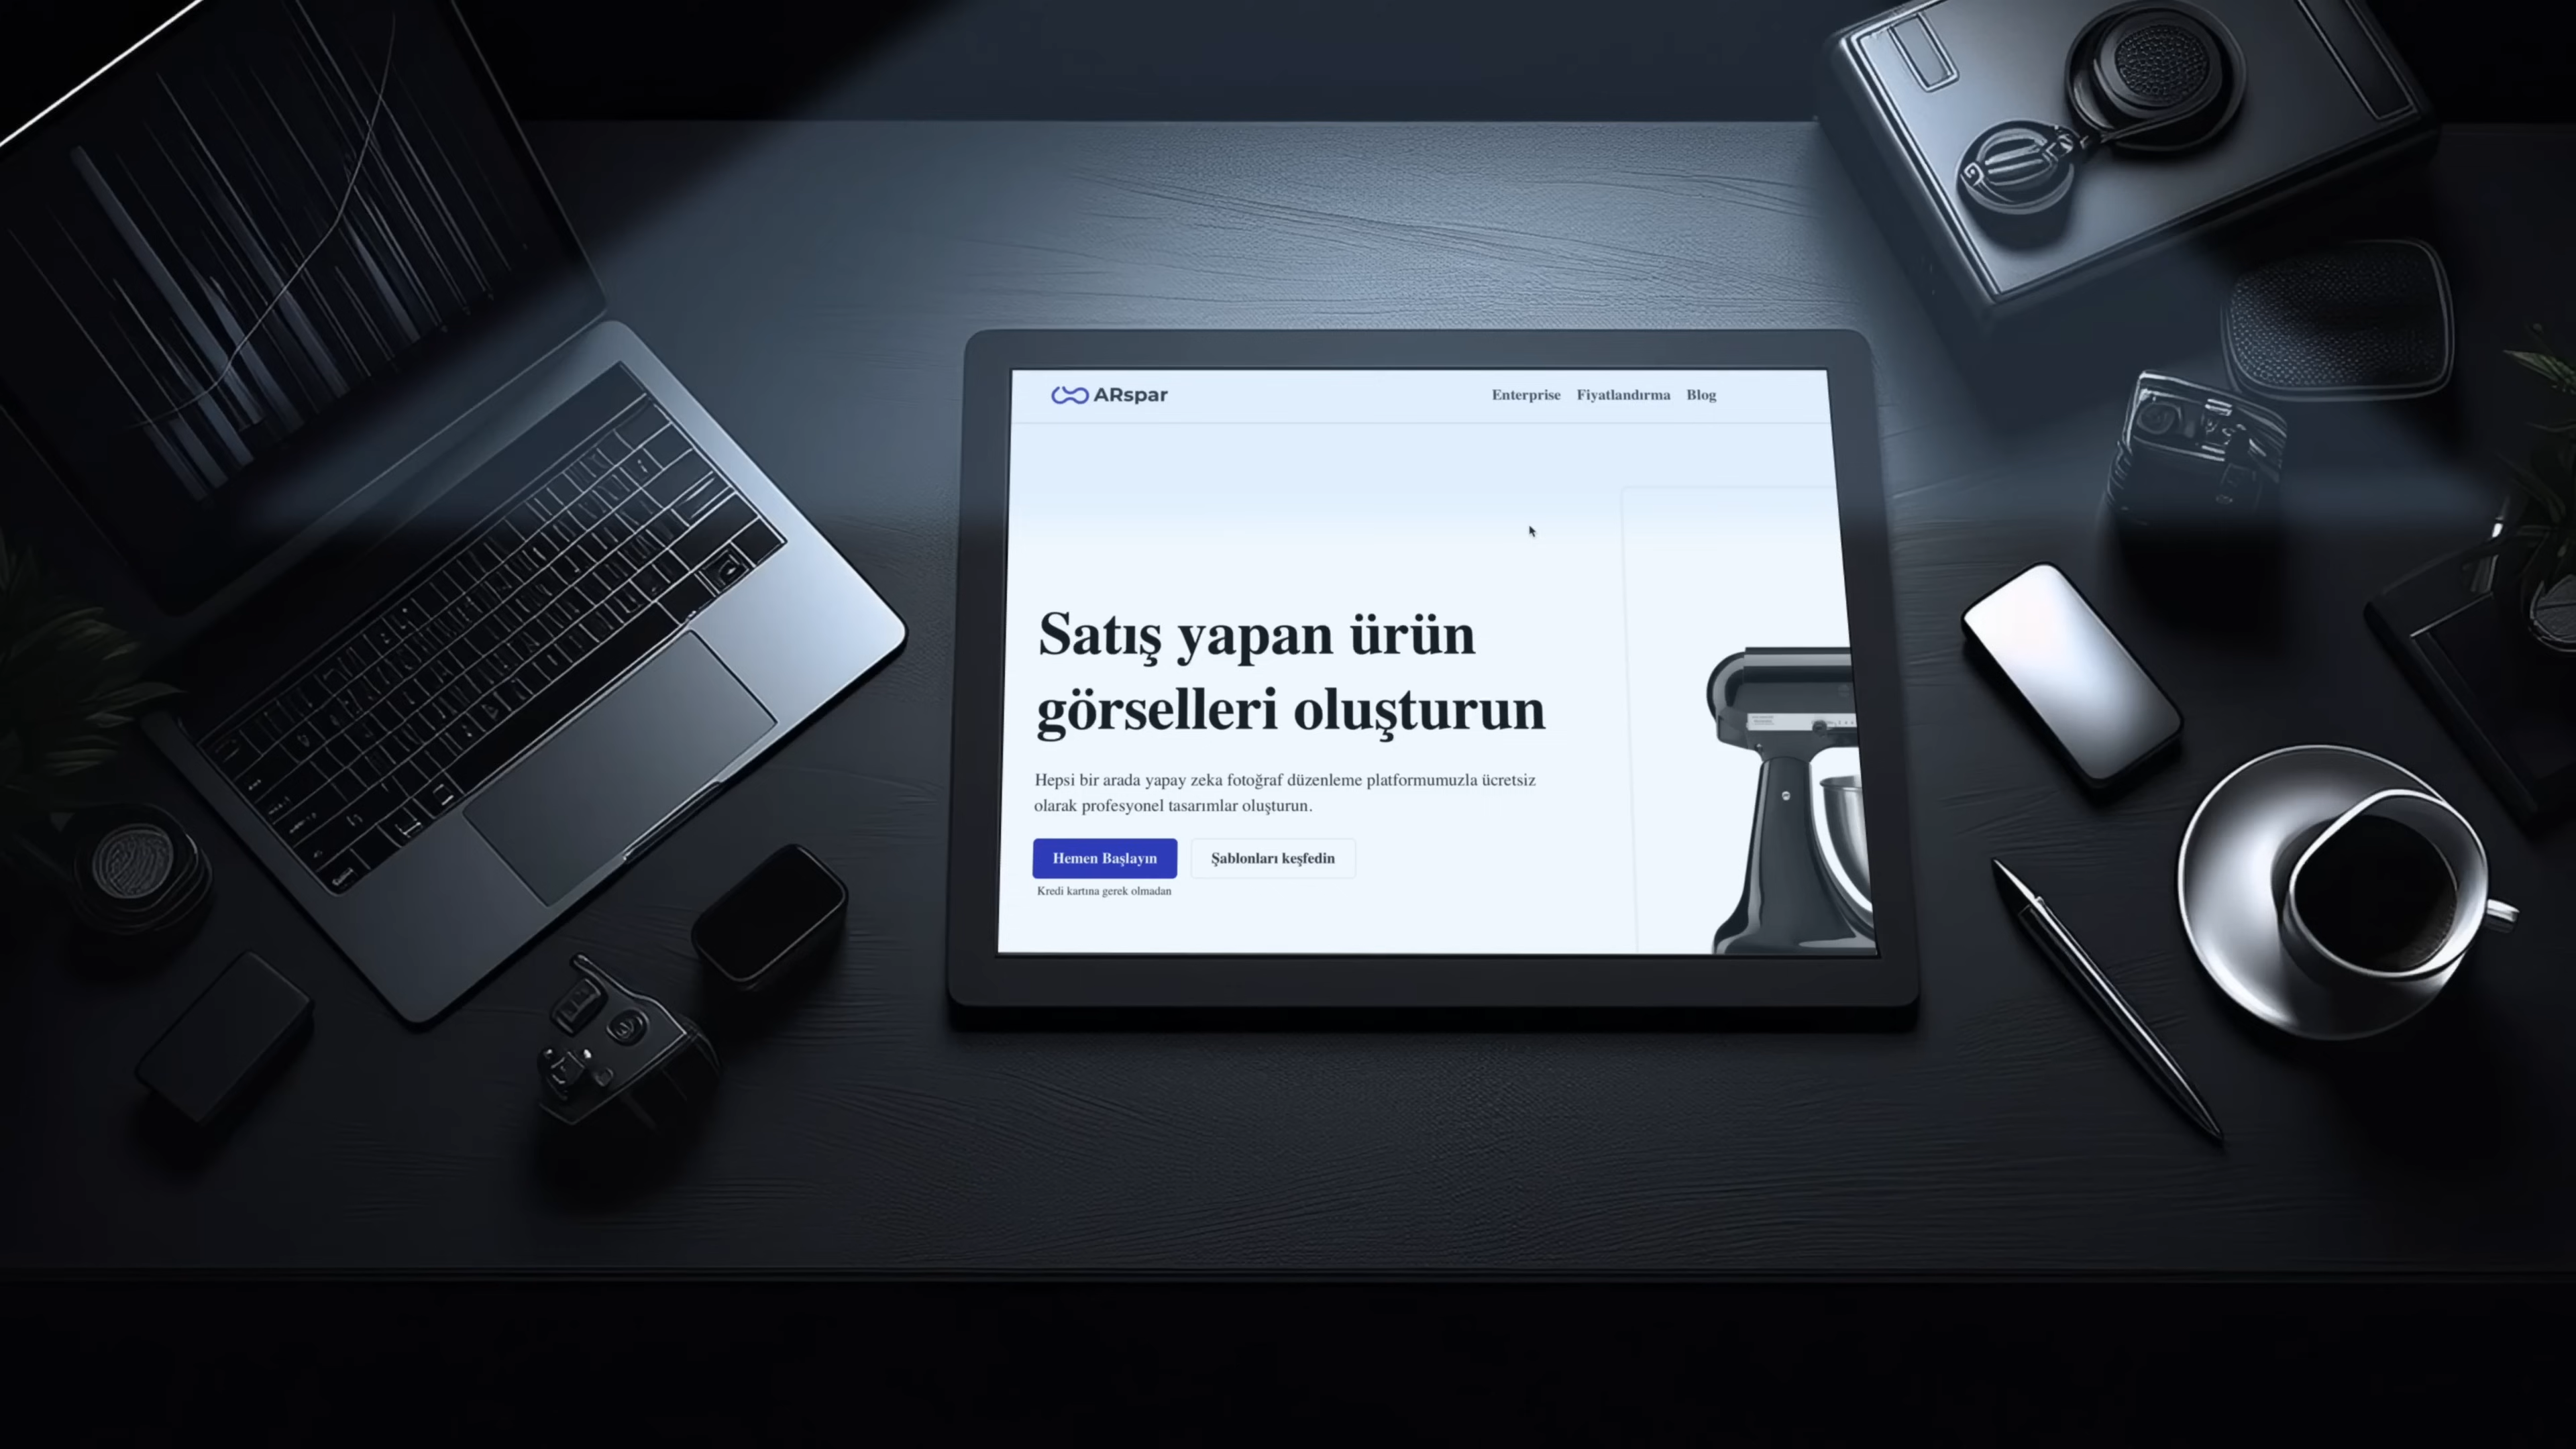 ARspar
Enterprise Fiyatlandırma Blog
Satış yapan ürün
görselleri oluşturun
Hepsi bir arada yapay zeka fotoğraf düzenleme platformumuzla ücretsiz
olarak profesyonel tasarımlar oluşturun.
Hemen Başlayın Şablonları keşfedin
Kredi kartına gerek olmadan